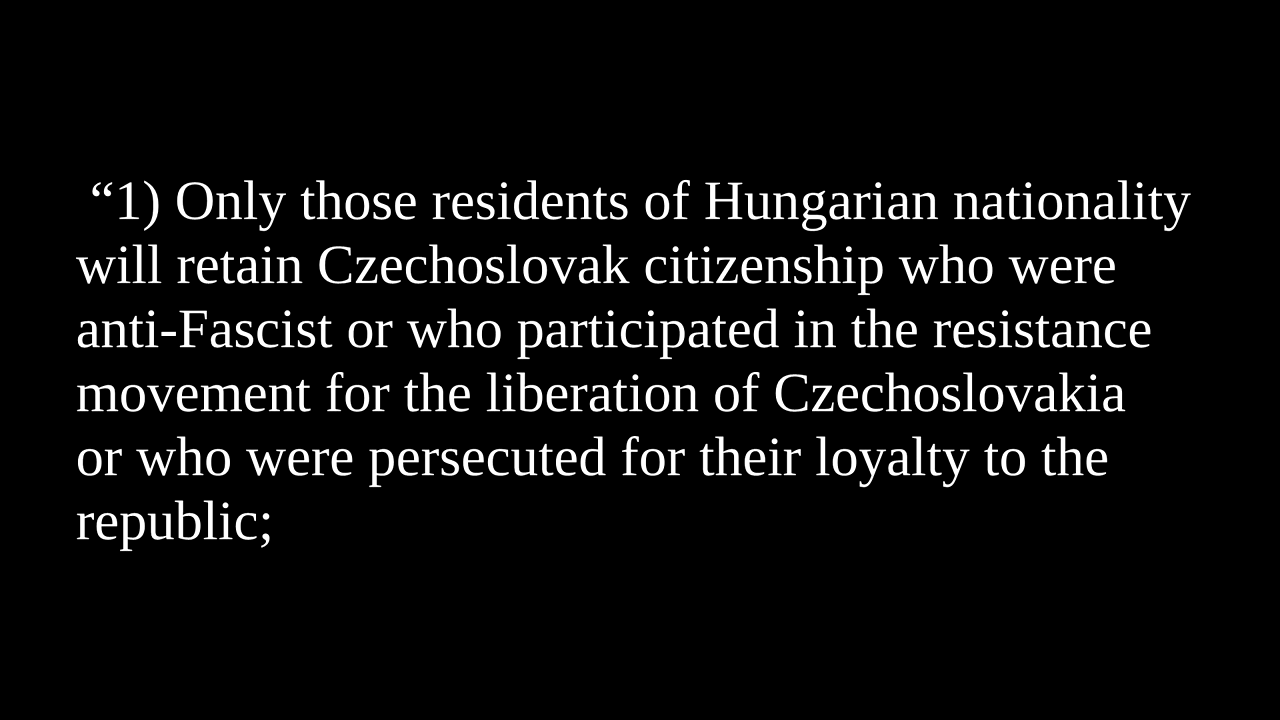 “1) Only those residents of Hungarian nationality
will retain Czechoslovak citizenship who were
anti-Fascist or who participated in the resistance
movement for the liberation of Czechoslovakia
or who were persecuted for their loyalty to the
republic;